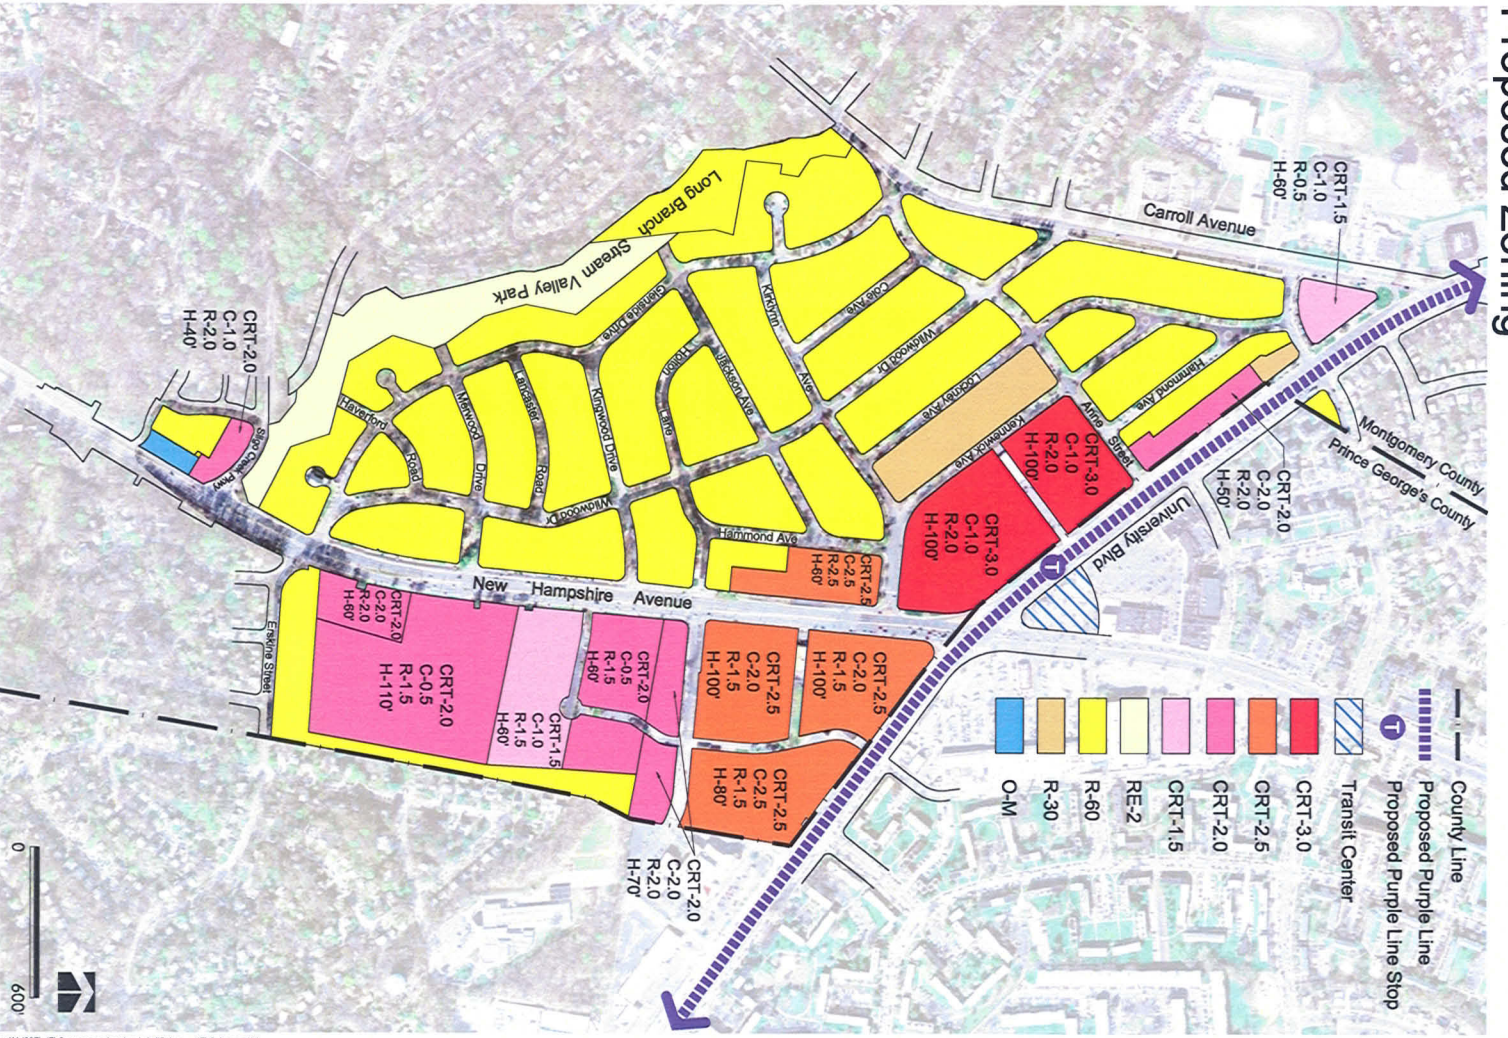 Proposed Zoning
County Line
Proposed Purple Line
T
Proposed Purple Line Stop
Transit Center
CRT-3.0
CRT-2.5
CRT-2.0
CRT-1.5
RE-2
R-60
R-30
O-M
Carroll Avenue
CRT-1.5
C-1.0
R-0.5
H-60'
Montgomery County
Prince George's County
CRT-2.0
C-2.0
R-2.0
H-50'
University Blvd
T
Hammond Ave
Anne Street
CRT-3.0
C-1.0
R-2.0
H-100'
CRT-3.0
C-1.0
R-2.0
H-100'
Kennewick Ave
Lockney Ave
Wildwood Dr
Cole Ave
Kirklynn Ave
Jackson Ave
Holton Lane
Glenside Drive
Kingwood Drive
Lancaster Road
Merwood Drive
Haverford Road
Wildwood Dr
Hammond Ave
Long Branch
Stream Valley Park
CRT-2.5
C-2.5
R-2.5
H-60'
New Hampshire Avenue
CRT-2.5
C-2.0
R-1.5
H-100'
CRT-2.5
C-2.0
R-1.5
H-100'
CRT-2.5
C-2.5
R-1.5
H-80'
CRT-2.0
C-0.5
R-1.5
H-60'
CRT-1.5
C-1.0
R-1.5
H-60'
CRT-2.0
C-2.0
R-2.0
H-70'
CRT-2.0
C-2.0
R-2.0
H-60'
CRT-2.0
C-0.5
R-1.5
H-110'
Erskine Street
CRT-2.0
C-1.0
R-2.0
H-40'
Sligo Creek Pkwy
0
600'